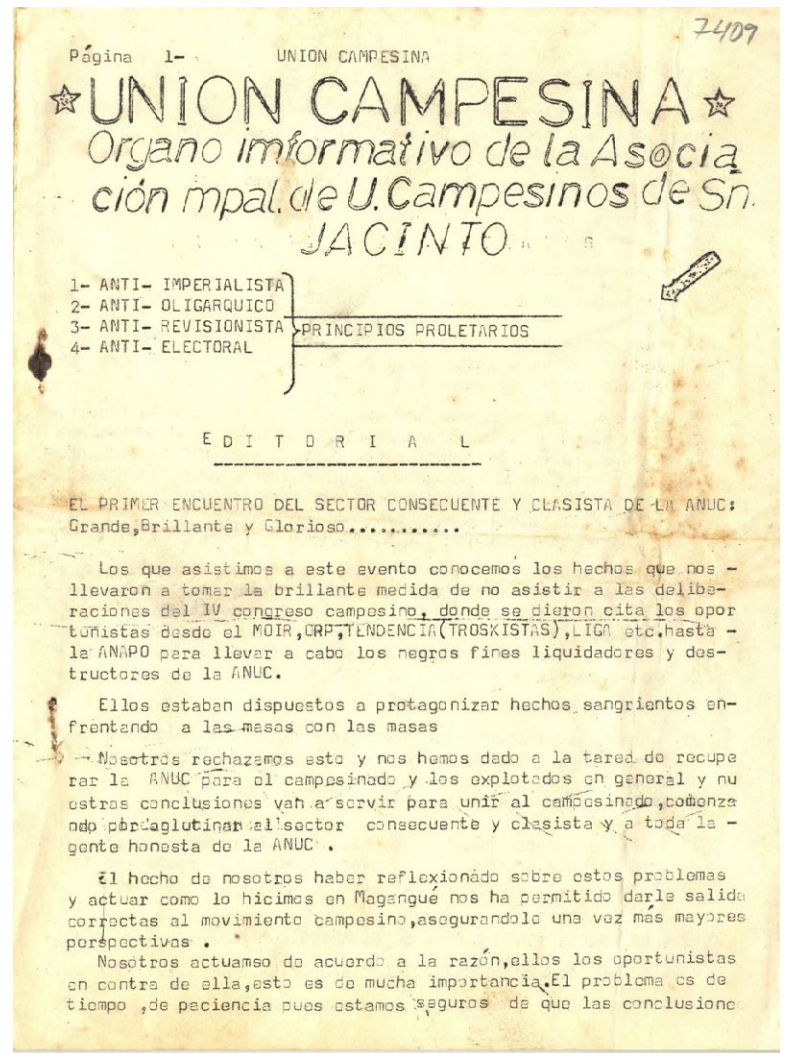 7409
Página 1- UNION CAMPESINA
UNION CAMPESINA
Organo imformativo de la Asocia
ción mpal. de U. Campesinos de Sn.
JACINTO
1- ANTI- IMPERIALISTA
2- ANTI- OLIGARQUICO
3- ANTI- REVISIONISTA
4- ANTI- ELECTORAL
PRINCIPIOS PROLETARIOS
E D I T O R I A L
EL PRIMER ENCUENTRO DEL SECTOR CONSECUENTE Y CLASISTA DE LA ANUC:
Grande,Brillante y Glorioso...........
Los que asistimos a este evento conocemos los hechos que nos -
llevaron a tomar la brillante medida de no asistir a las delibe-
raciones del IV congreso campesino, donde se dieron cita los opor
tunistas desde el MOIR,ORP,TENDENCIA(TROSKISTAS),LIGA etc.hasta -
la ANAPO para llevar a cabo los negros fines liquidadores y des-
tructores de la ANUC.
Ellos estaban dispuestos a protagonizar hechos sangrientos en-
frentando a las masas con las masas
Nosotros rechazamos esto y nos hemos dado a la tarea de recupe
rar la ANUC para el campesinado y los explotados en general y nu
estras conclusiones van a servir para unir al campesinado,comenza
ndo por aglutinar al sector consecuente y clasista y a toda la -
gente honesta de la ANUC .
El hecho de nosotros haber reflexionado sobre estos problemas
y actuar como lo hicimos en Magangué nos ha permitido darle salida
correctas al movimiento campesino,asegurandole una vez más mayores
perspectivas .
Nosotros actuamso de acuerdo a la razón,ellos los oportunistas
en contra de ella,esto es de mucha importancia.El problema es de
tiempo ,de paciencia pues estamos seguros de que las conclusione